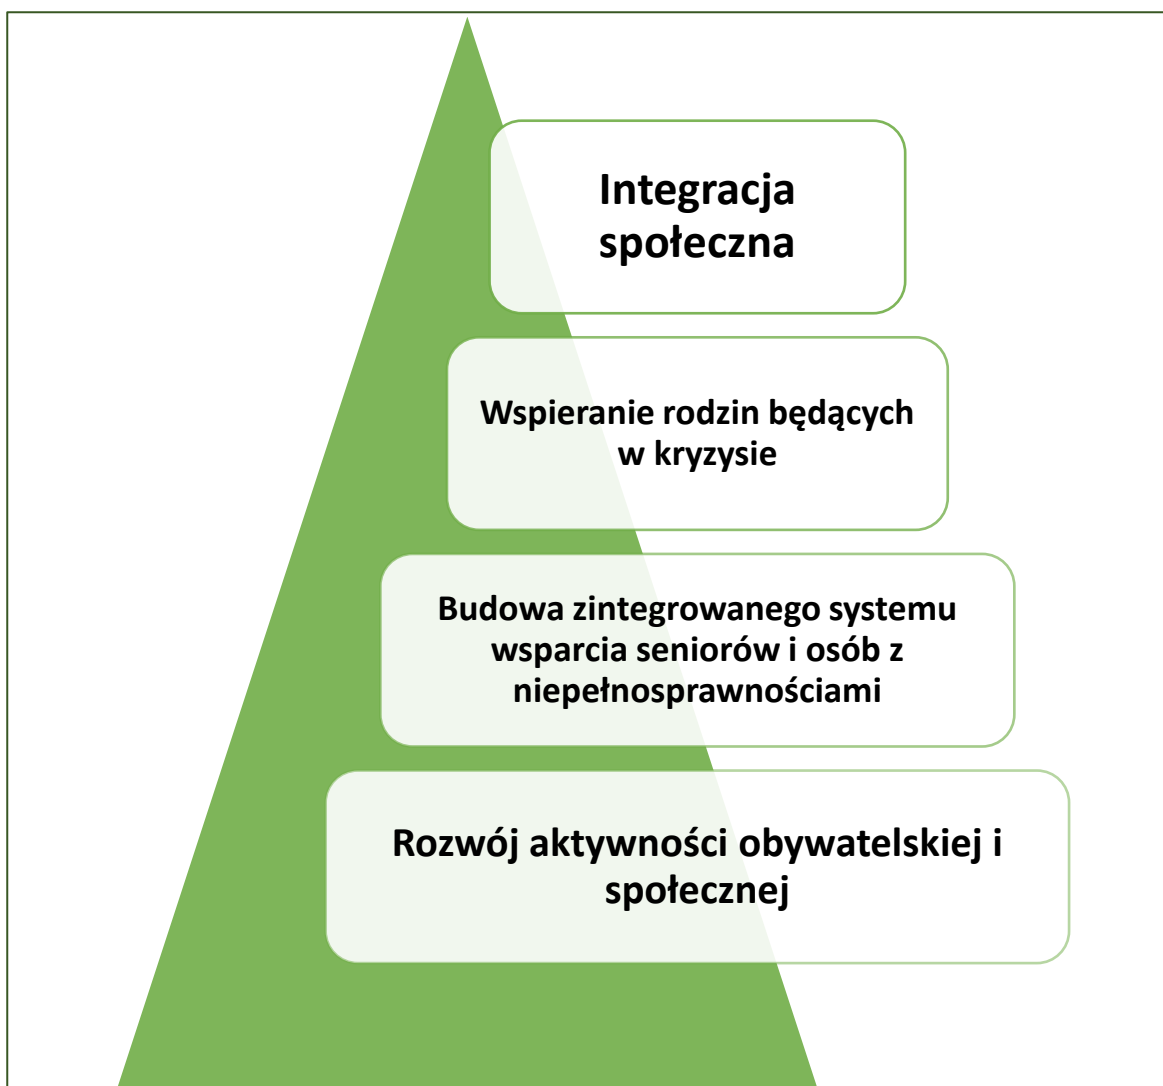 Integracja
społeczna
Wspieranie rodzin będących
w kryzysie
Budowa zintegrowanego systemu
wsparcia seniorów i osób z
niepełnosprawnościami
Rozwój aktywności obywatelskiej i
społecznej